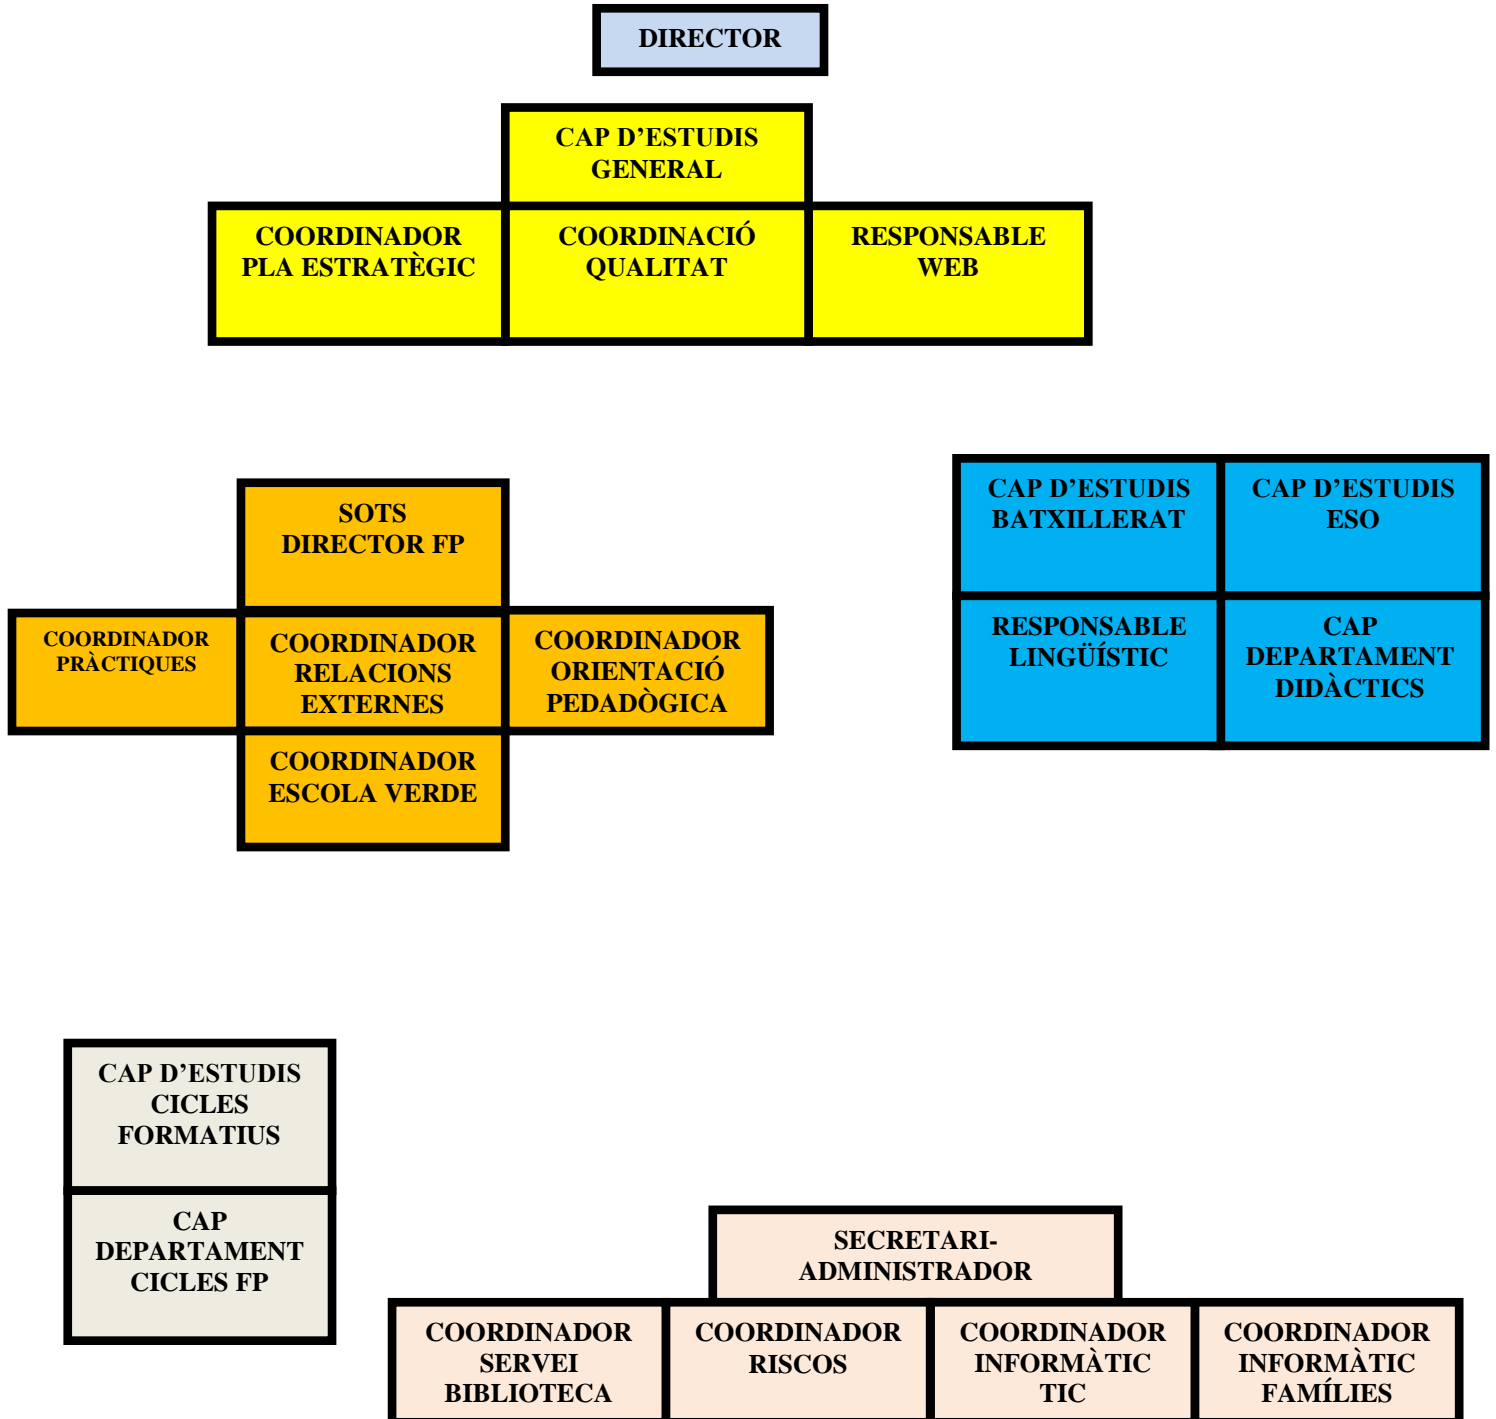 DIRECTOR
CAP D'ESTUDIS
GENERAL
COORDINADOR
PLA ESTRATÈGIC
COORDINACIÓ
QUALITAT
RESPONSABLE
WEB
SOTS
DIRECTOR FP
COORDINADOR
PRÀCTIQUES
COORDINADOR
RELACIONS
EXTERNES
COORDINADOR
ORIENTACIÓ
PEDADÒGICA
COORDINADOR
ESCOLA VERDE
CAP D'ESTUDIS
BATXILLERAT
CAP D'ESTUDIS
ESO
RESPONSABLE
LINGÜÍSTIC
CAP
DEPARTAMENT
DIDÀCTICS
CAP D'ESTUDIS
CICLES
FORMATIUS
CAP
DEPARTAMENT
CICLES FP
SECRETARI-
ADMINISTRADOR
COORDINADOR
SERVEI
BIBLIOTECA
COORDINADOR
RISCOS
COORDINADOR
INFORMÀTIC
TIC
COORDINADOR
INFORMÀTIC
FAMÍLIES